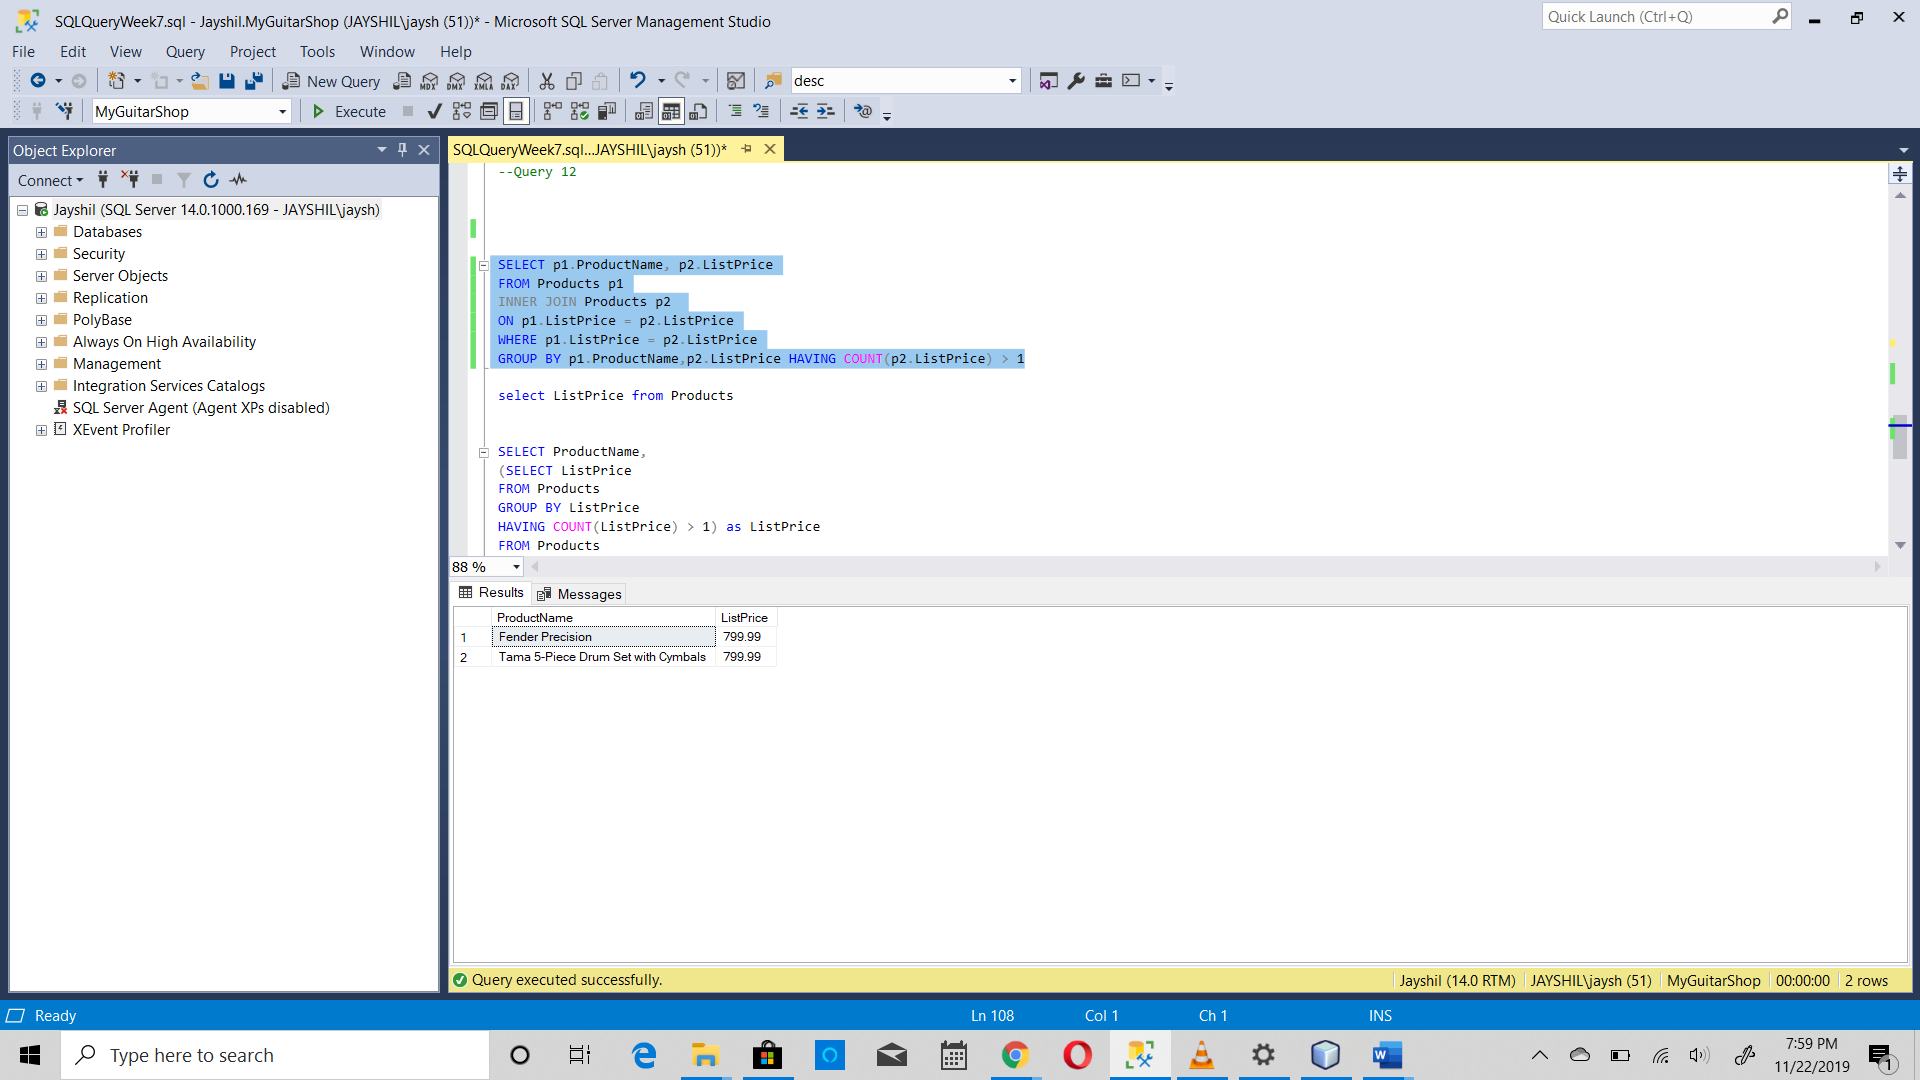 SQLQueryWeek7.sql - Jayshil.MyGuitarShop (JAYSHIL\jaysh (51))* - Microsoft SQL Server Management Studio
Quick Launch (Ctrl+Q)
File Edit View Query Project Tools Window Help
New Query
MDX DMX XMLA DAX
desc
MyGuitarShop
Execute
Object Explorer
SQLQueryWeek7.sql...JAYSHIL\jaysh (51))*
Connect
Jayshil (SQL Server 14.0.1000.169 - JAYSHIL\jaysh)
Databases
Security
Server Objects
Replication
PolyBase
Always On High Availability
Management
Integration Services Catalogs
SQL Server Agent (Agent XPs disabled)
XEvent Profiler
--Query 12
SELECT p1.ProductName, p2.ListPrice
FROM Products p1
INNER JOIN Products p2
ON p1.ListPrice = p2.ListPrice
WHERE p1.ListPrice = p2.ListPrice
GROUP BY p1.ProductName,p2.ListPrice HAVING COUNT(p2.ListPrice) > 1
select ListPrice from Products
SELECT ProductName,
(SELECT ListPrice
FROM Products
GROUP BY ListPrice
HAVING COUNT(ListPrice) > 1) as ListPrice
FROM Products
88 %
Results Messages
ProductName ListPrice
1 Fender Precision 799.99
2 Tama 5-Piece Drum Set with Cymbals 799.99
Query executed successfully.
Jayshil (14.0 RTM) JAYSHIL\jaysh (51) MyGuitarShop 00:00:00 2 rows
Ready
Ln 108 Col 1 Ch 1 INS
Type here to search
7:59 PM
11/22/2019
1